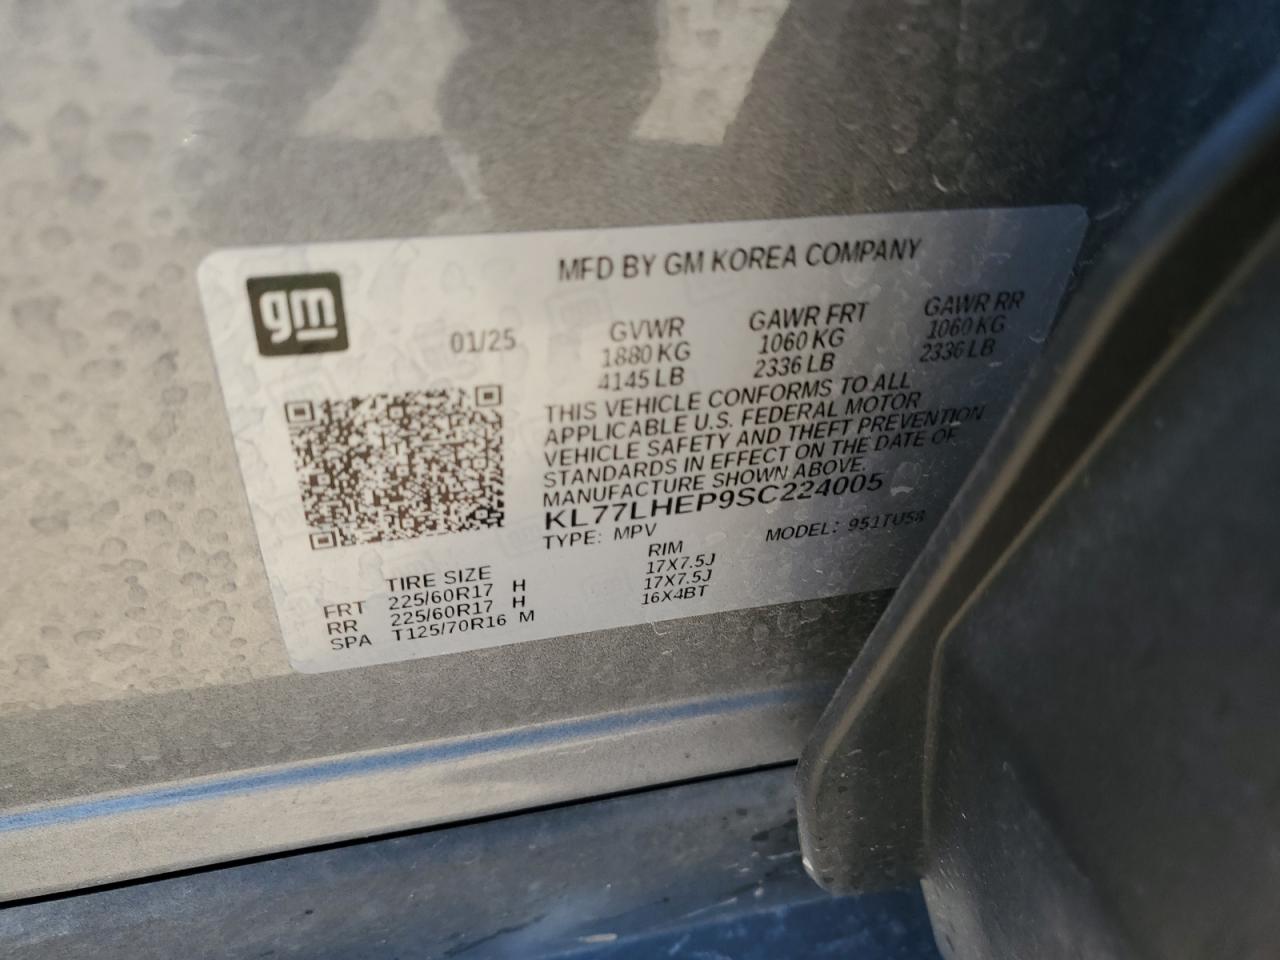 gm
MFD BY GM KOREA COMPANY
01/25
GVWR GAWR FRT GAWR RR
1880 KG 1060 KG 1060 KG
4145 LB 2336 LB 2336 LB
THIS VEHICLE CONFORMS TO ALL
APPLICABLE U.S. FEDERAL MOTOR
VEHICLE SAFETY AND THEFT PREVENTION
STANDARDS IN EFFECT ON THE DATE OF
MANUFACTURE SHOWN ABOVE.
KL77LHEP9SC224005
TYPE: MPV MODEL: 951TU58
TIRE SIZE RIM
FRT 225/60R17 H 17X7.5J
RR 225/60R17 H 17X7.5J
SPA T125/70R16 M 16X4BT